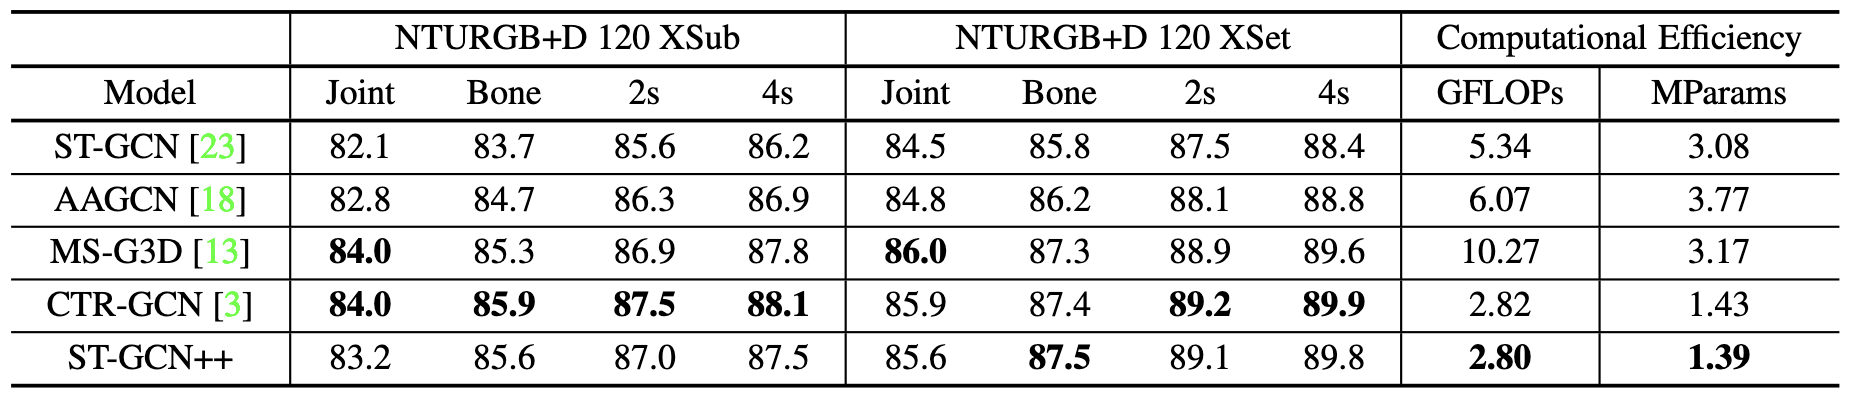 NTURGB+D 120 XSub NTURGB+D 120 XSet Computational Efficiency
Model Joint Bone 2s 4s Joint Bone 2s 4s GFLOPs MParams
ST-GCN [23] 82.1 83.7 85.6 86.2 84.5 85.8 87.5 88.4 5.34 3.08
AAGCN [18] 82.8 84.7 86.3 86.9 84.8 86.2 88.1 88.8 6.07 3.77
MS-G3D [13] 84.0 85.3 86.9 87.8 86.0 87.3 88.9 89.6 10.27 3.17
CTR-GCN [3] 84.0 85.9 87.5 88.1 85.9 87.4 89.2 89.9 2.82 1.43
ST-GCN++ 83.2 85.6 87.0 87.5 85.6 87.5 89.1 89.8 2.80 1.39